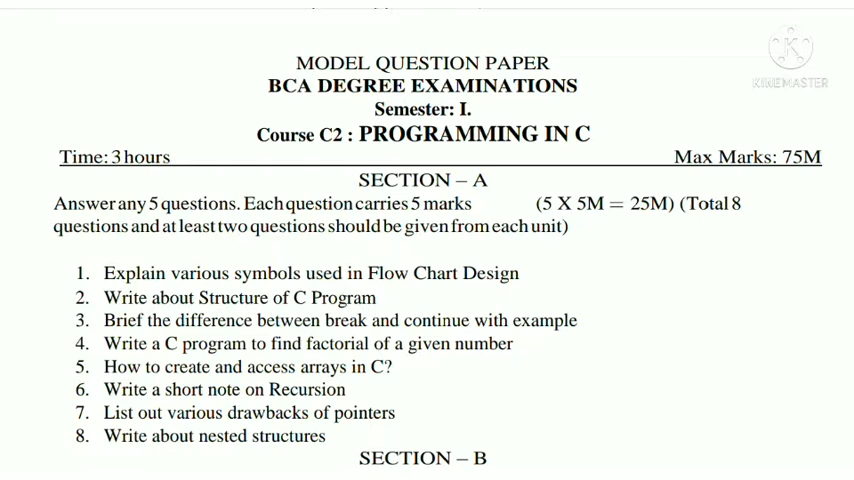 K
KINEMASTER
MODEL QUESTION PAPER
BCA DEGREE EXAMINATIONS
Semester: I.
Course C2 : PROGRAMMING IN C
Time: 3 hours Max Marks: 75M
SECTION – A
Answer any 5 questions. Each question carries 5 marks (5 X 5M = 25M) (Total 8
questions and at least two questions should be given from each unit)
1. Explain various symbols used in Flow Chart Design
2. Write about Structure of C Program
3. Brief the difference between break and continue with example
4. Write a C program to find factorial of a given number
5. How to create and access arrays in C?
6. Write a short note on Recursion
7. List out various drawbacks of pointers
8. Write about nested structures
SECTION – B